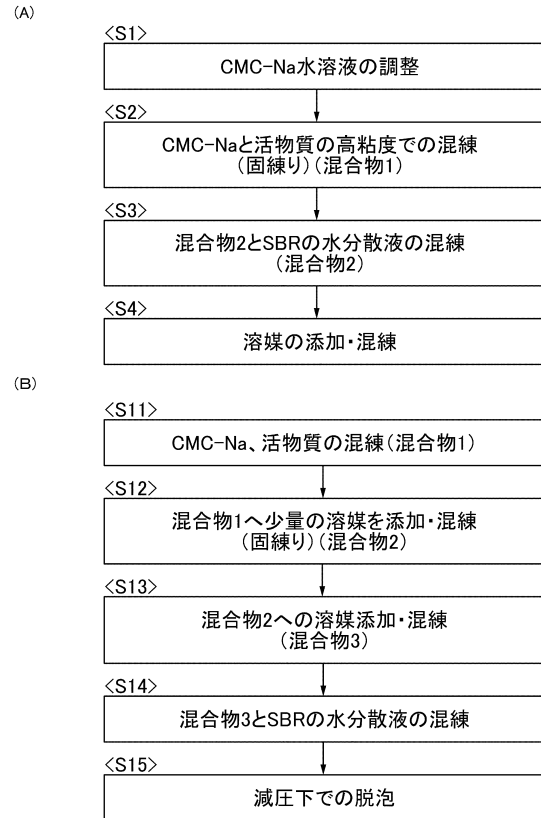 (A)
<S1>
CMC-Na水溶液の調整
<S2>
CMC-Naと活物質の高粘度での混練
(固練り)(混合物1)
<S3>
混合物2とSBRの水分散液の混練
(混合物2)
<S4>
溶媒の添加・混練
(B)
<S11>
CMC-Na、活物質の混練(混合物1)
<S12>
混合物1へ少量の溶媒を添加・混練
(固練り)(混合物2)
<S13>
混合物2への溶媒添加・混練
(混合物3)
<S14>
混合物3とSBRの水分散液の混練
<S15>
減圧下での脱泡